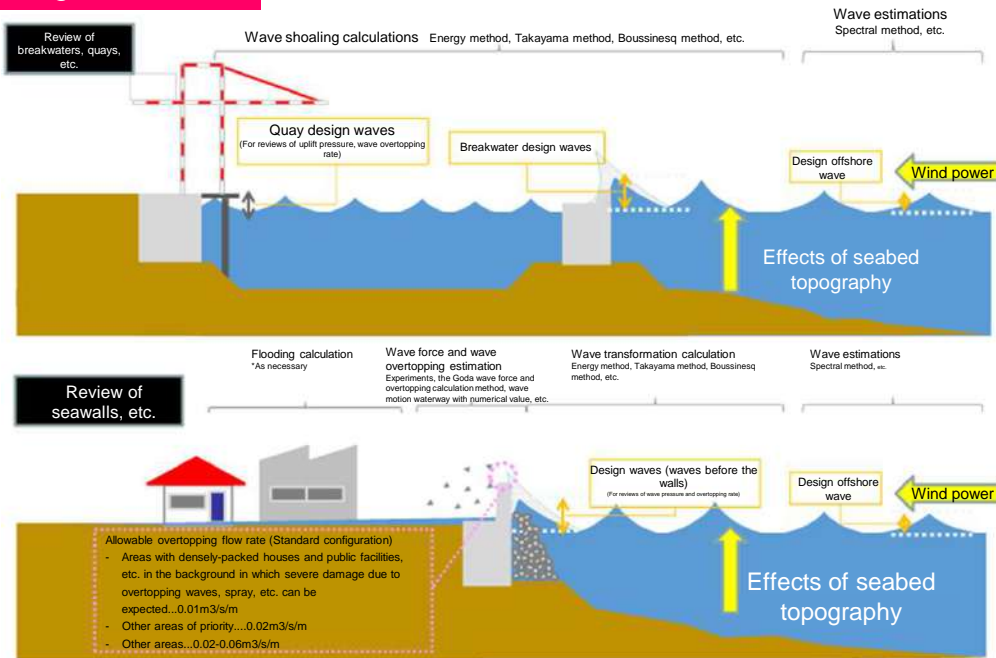 Review of
breakwaters, quays,
etc.
Wave shoaling calculations Energy method, Takayama method, Boussinesq method, etc.
Wave estimations
Spectral method, etc.
Quay design waves
(For reviews of uplift pressure, wave overtopping
rate)
Breakwater design waves
Design offshore
wave
Wind power
Effects of seabed
topography
Review of
seawalls, etc.
Flooding calculation
*As necessary
Wave force and wave
overtopping estimation
Experiments, the Goda wave force and
overtopping calculation method, wave
motion waterway with numerical value, etc.
Wave transformation calculation
Energy method, Takayama method, Boussinesq
method, etc.
Wave estimations
Spectral method, etc.
Design waves (waves before the
walls)
(For reviews of wave pressure and overtopping rate)
Design offshore
wave
Wind power
Effects of seabed
topography
Allowable overtopping flow rate (Standard configuration)
- Areas with densely-packed houses and public facilities,
etc. in the background in which severe damage due to
overtopping waves, spray, etc. can be
expected...0.01m3/s/m
- Other areas of priority....0.02m3/s/m
- Other areas...0.02-0.06m3/s/m